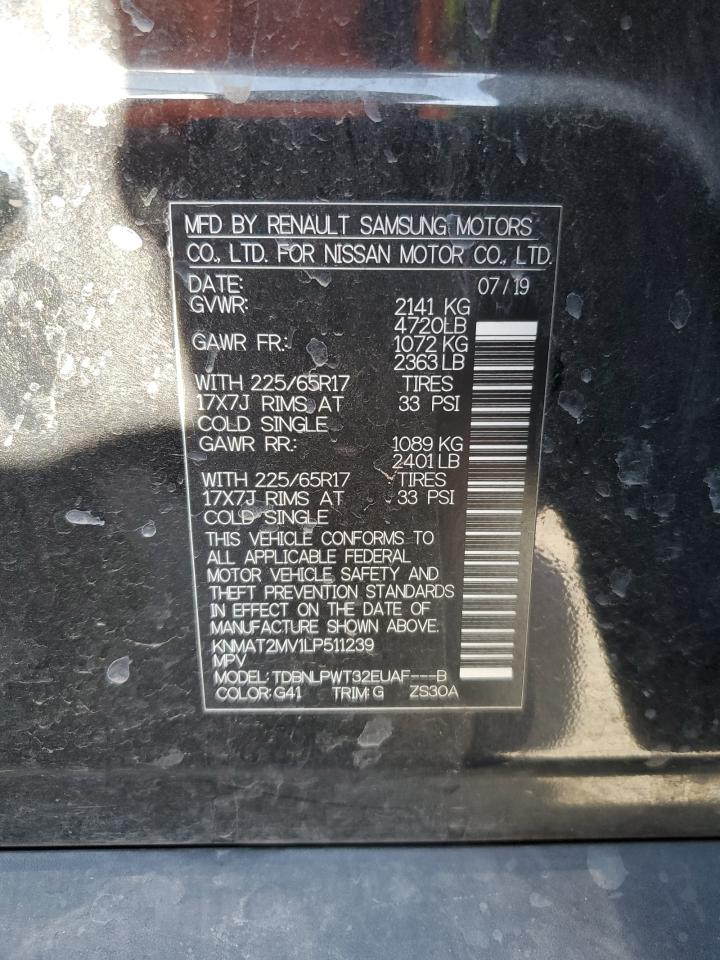 MFD BY RENAULT SAMSUNG MOTORS
CO., LTD. FOR NISSAN MOTOR CO., LTD.
DATE: 07/19
GVWR: 2141 KG
4720LB
GAWR FR.: 1072 KG
2363LB
WITH 225/65R17 TIRES
17X7J RIMS AT 33 PSI
COLD SINGLE
GAWR RR.: 1089 KG
2401LB
WITH 225/65R17 TIRES
17X7J RIMS AT 33 PSI
COLD SINGLE
THIS VEHICLE CONFORMS TO
ALL APPLICABLE FEDERAL
MOTOR VEHICLE SAFETY AND
THEFT PREVENTION STANDARDS
IN EFFECT ON THE DATE OF
MANUFACTURE SHOWN ABOVE.
KNMAT2MV1LP511239
MPV
MODEL: TDBNLPWT32EUAF---B
COLOR: G41 TRIM: G ZS30A